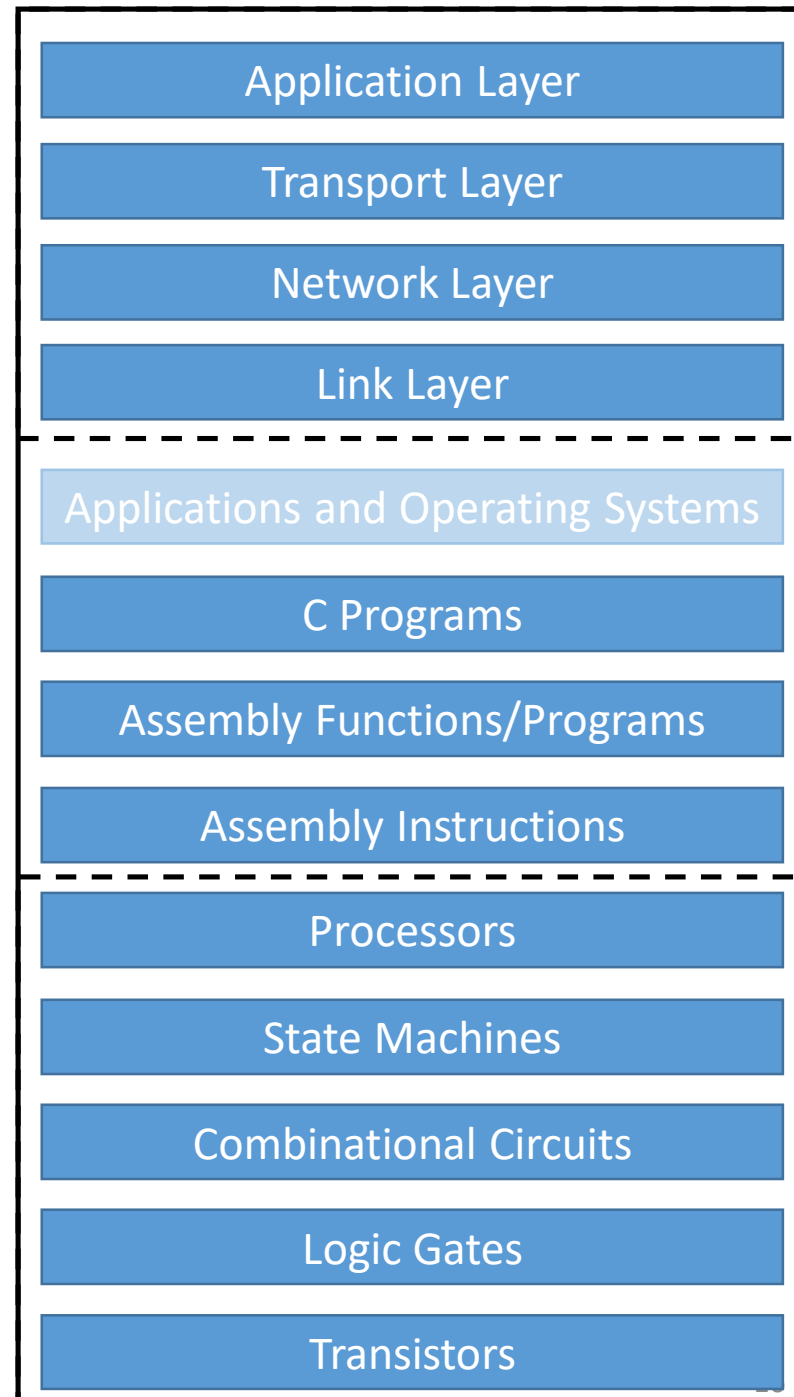 Application Layer
Transport Layer
Network Layer
Link Layer
Applications and Operating Systems
C Programs
Assembly Functions/Programs
Assembly Instructions
Processors
State Machines
Combinational Circuits
Logic Gates
Transistors